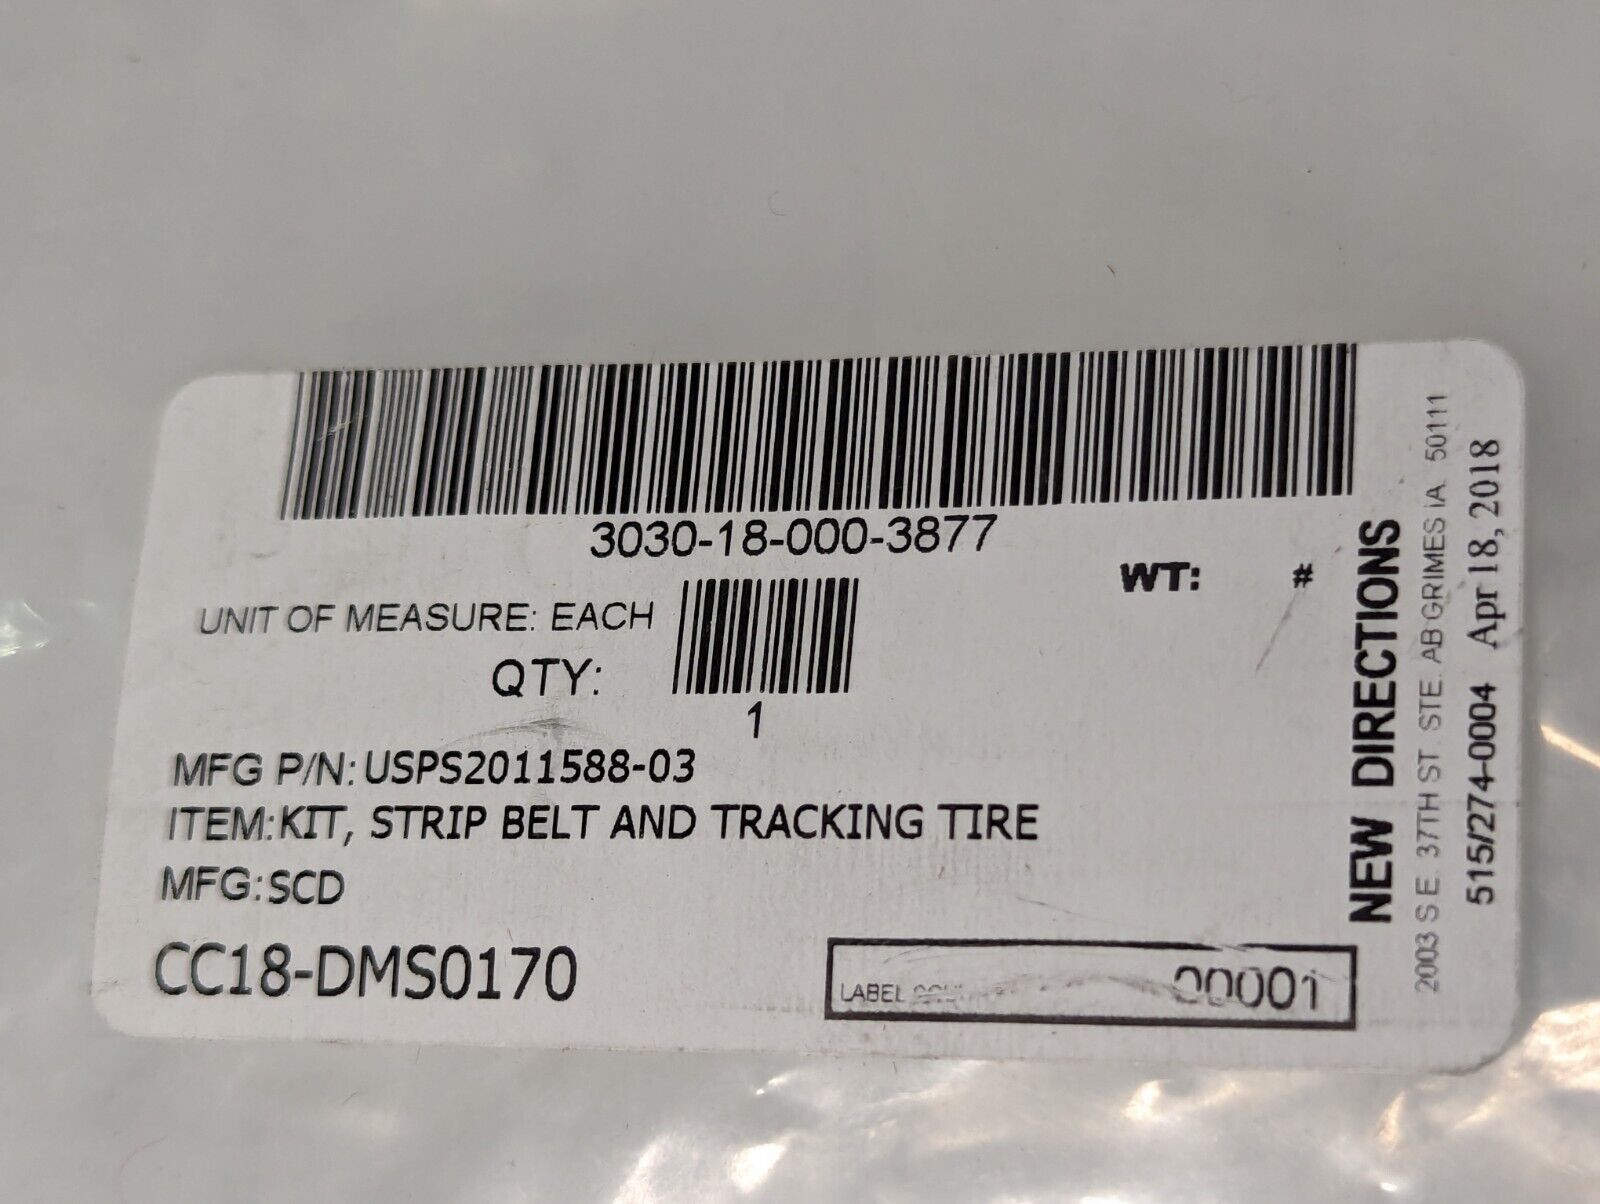 3030-18-000-3877
WT: #
UNIT OF MEASURE: EACH
QTY:
1
MFG P/N: USPS2011588-03
ITEM:KIT, STRIP BELT AND TRACKING TIRE
MFG:SCD
CC18-DMS0170
LABEL 00001
NEW DIRECTIONS
2003 S E. 37TH ST STE. AB GRIMES IA 50111
515/274-0004 Apr 18, 2018